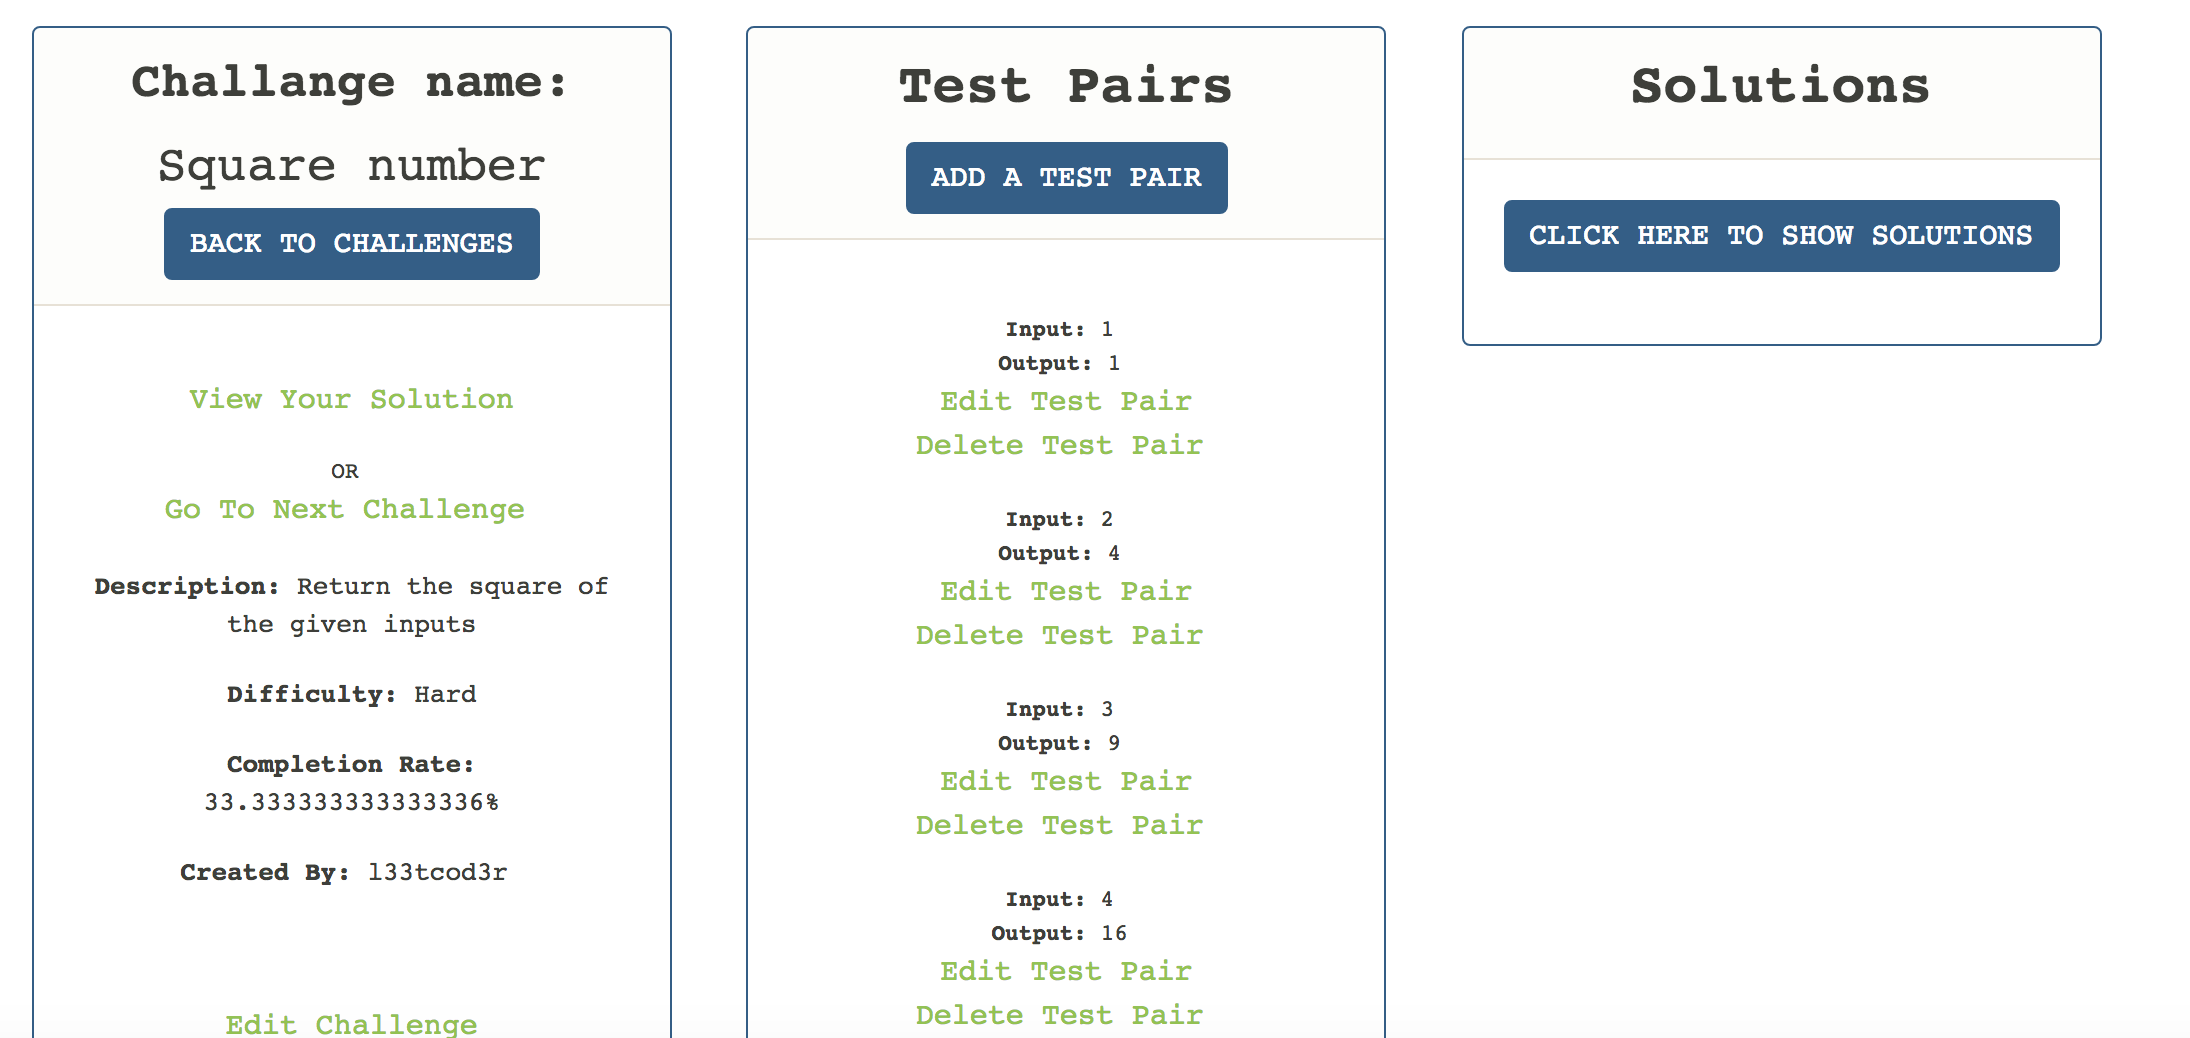 Challange name:
Square number
BACK TO CHALLENGES
View Your Solution
OR
Go To Next Challenge
Description: Return the square of
the given inputs
Difficulty: Hard
Completion Rate:
33.333333333333336%
Created By: l33tcod3r
Edit Challenge
Test Pairs
ADD A TEST PAIR
Input: 1
Output: 1
Edit Test Pair
Delete Test Pair
Input: 2
Output: 4
Edit Test Pair
Delete Test Pair
Input: 3
Output: 9
Edit Test Pair
Delete Test Pair
Input: 4
Output: 16
Edit Test Pair
Delete Test Pair
Solutions
CLICK HERE TO SHOW SOLUTIONS